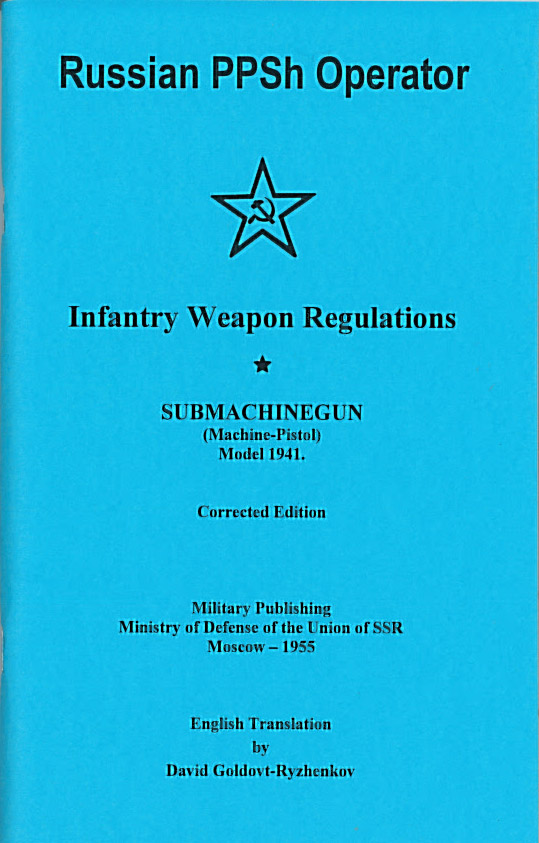 Russian PPSh Operator
Infantry Weapon Regulations
SUBMACHINEGUN
(Machine-Pistol)
Model 1941.
Corrected Edition
Military Publishing
Ministry of Defense of the Union of SSR
Moscow – 1955
English Translation
by
David Goldovt-Ryzhenkov